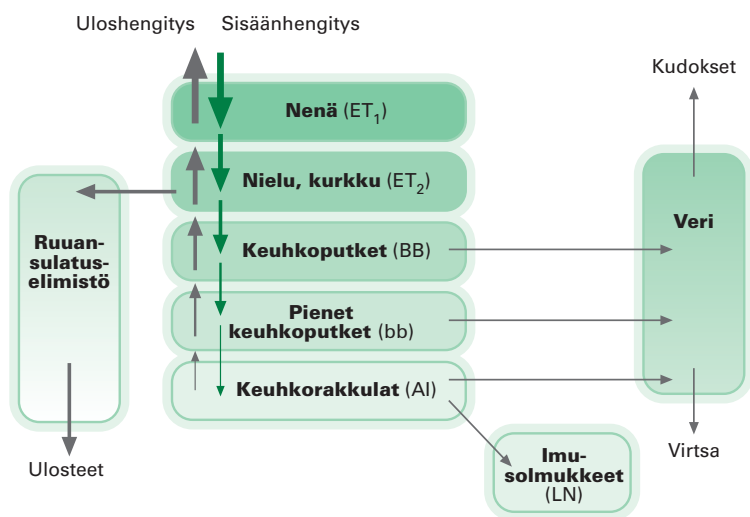 Uloshengitys Sisäänhengitys
Nenä (ET₁)
Nielu, kurkku (ET₂)
Keuhkoputket (BB)
Pienet
keuhkoputket (bb)
Keuhkorakkulat (AI)
Ruuan-
sulatus-
elimistö
Ulosteet
Kudokset
Veri
Virtsa
Imu-
solmukkeet
(LN)